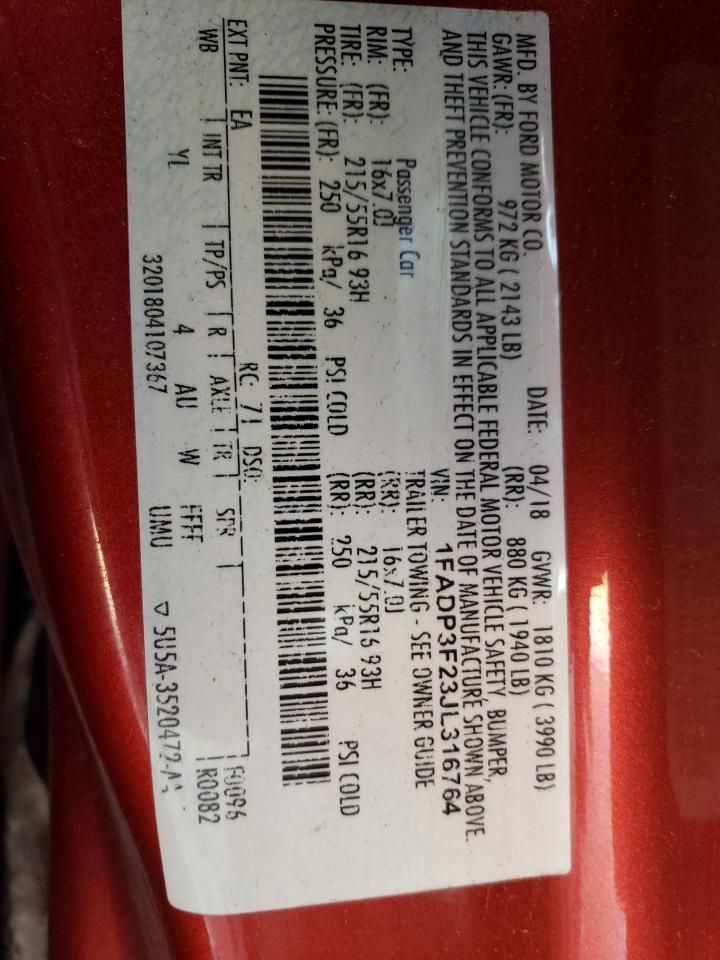 MFD. BY FORD MOTOR CO.
DATE: 04/18 GVWR: 1810 KG ( 3990 LB)
GAWR: (FR): 972 KG ( 2143 LB) (RR): 880 KG ( 1940 LB)
THIS VEHICLE CONFORMS TO ALL APPLICABLE FEDERAL MOTOR VEHICLE SAFETY, BUMPER,
AND THEFT PREVENTION STANDARDS IN EFFECT ON THE DATE OF MANUFACTURE SHOWN ABOVE.
VIN: 1FADP3F23JL316764
TYPE: Passenger Car TRAILER TOWING - SEE OWNER GUIDE
RIM: (FR): 16x7.0J (RR): 16x7.0J
TIRE: (FR): 215/55R16 93H (RR): 215/55R16 93H
PRESSURE: (FR): 250 kPa/ 36 PSI COLD (RR): 250 kPa/ 36 PSI COLD
EXT PNT: EA RC: 71 DSO: F0096
WB INT TR TP/PS R AXLE TR SPR R0082
YL 4 AU W FFFF
3201804107367 UMU ▽ 5U5A-3520472-A